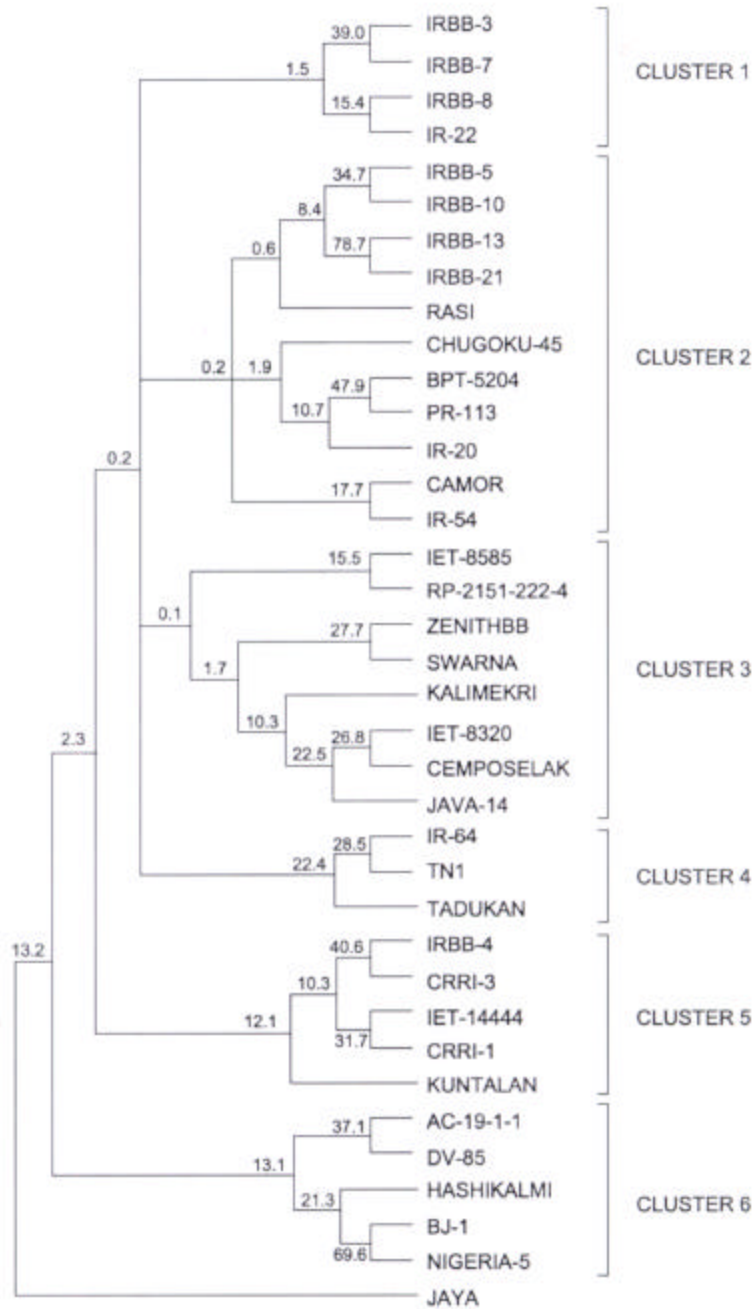 IRBB-3
39.0
IRBB-7
1.5
CLUSTER 1
IRBB-8
15.4
IR-22
IRBB-5
34.7
IRBB-10
8.4
IRBB-13
78.7
0.6
IRBB-21
RASI
CHUGOKU-45
CLUSTER 2
0.2
1.9
BPT-5204
47.9
PR-113
10.7
IR-20
0.2
CAMOR
17.7
IR-54
IET-8585
15.5
RP-2151-222-4
0.1
ZENITHBB
27.7
SWARNA
1.7
CLUSTER 3
KALIMEKRI
10.3
IET-8320
26.8
22.5
CEMPOSELAK
2.3
JAVA-14
IR-64
28.5
TN1
22.4
CLUSTER 4
TADUKAN
IRBB-4
40.6
13.2
CRRI-3
10.3
IET-14444
CLUSTER 5
12.1
31.7
CRRI-1
KUNTALAN
AC-19-1-1
37.1
DV-85
13.1
HASHIKALMI
21.3
CLUSTER 6
BJ-1
69.6
NIGERIA-5
JAYA